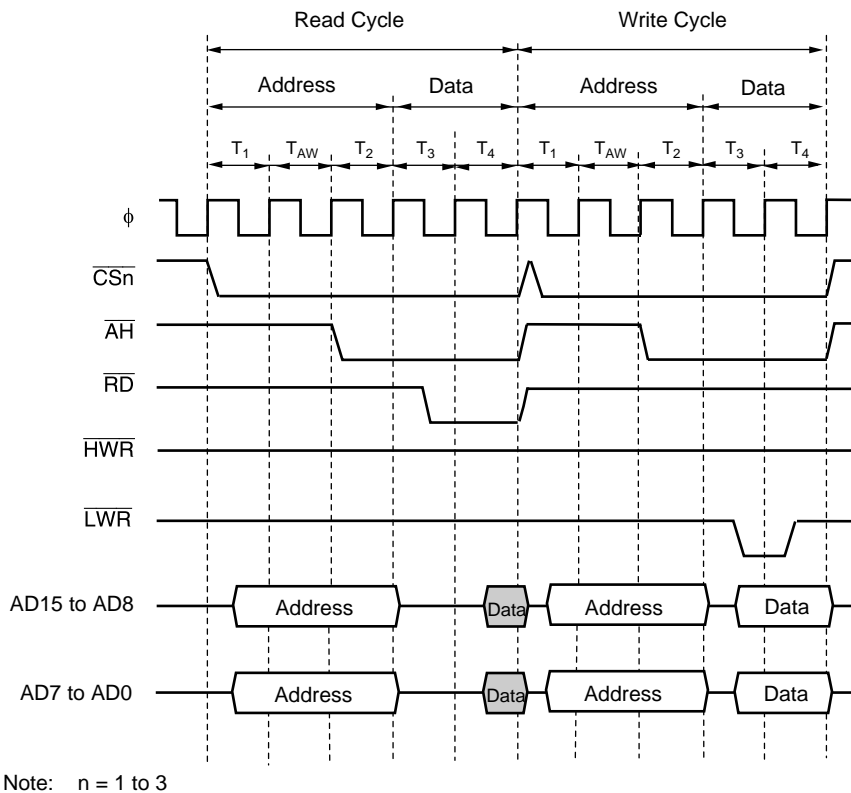 Read Cycle Write Cycle
Address Data Address Data
T1 TAW T2 T3 T4 T1 TAW T2 T3 T4
ϕ
CSn
AH
RD
HWR
LWR
AD15 to AD8 Address Data Address Data
AD7 to AD0 Address Data Address Data
Note: n = 1 to 3